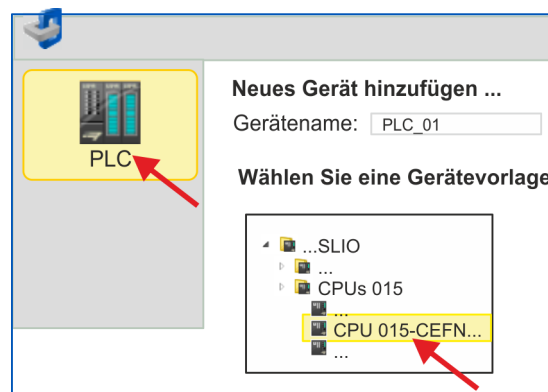 Neues Gerät hinzufügen ...
Gerätename: PLC_01
PLC
Wählen Sie eine Gerätevorlage
...SLIO
...
CPUs 015
...
CPU 015-CEFN...
...